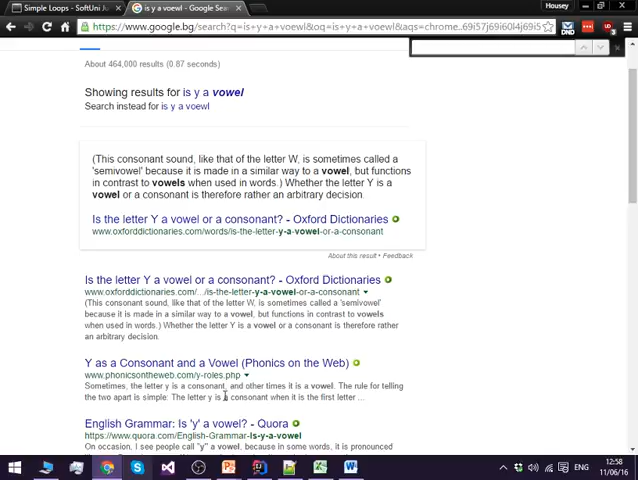 Simple Loops - SoftUni Ju
is y a voewl - Google Sear
Housey
https://www.google.bg/search?q=is+y+a+voewl&oq=is+y+a+voewl&aqs=chrome..69i57j69i60l4j69i5
DND
About 464,000 results (0.87 seconds)
Showing results for is y a vowel
Search instead for is y a voewl
(This consonant sound, like that of the letter W, is sometimes called a
'semivowel' because it is made in a similar way to a vowel, but functions
in contrast to vowels when used in words.) Whether the letter Y is a
vowel or a consonant is therefore rather an arbitrary decision.
Is the letter Y a vowel or a consonant? - Oxford Dictionaries
www.oxforddictionaries.com/words/is-the-letter-y-a-vowel-or-a-consonant
About this result • Feedback
Is the letter Y a vowel or a consonant? - Oxford Dictionaries
www.oxforddictionaries.com/.../is-the-letter-y-a-vowel-or-a-consonant
(This consonant sound, like that of the letter W, is sometimes called a 'semivowel'
because it is made in a similar way to a vowel, but functions in contrast to vowels
when used in words.) Whether the letter Y is a vowel or a consonant is therefore rather
an arbitrary decision.
Y as a Consonant and a Vowel (Phonics on the Web)
www.phonicsontheweb.com/y-roles.php
Sometimes, the letter y is a consonant, and other times it is a vowel. The rule for telling
the two apart is simple: The letter y is a consonant when it is the first letter ...
English Grammar: Is 'y' a vowel? - Quora
https://www.quora.com/English-Grammar-Is-y-a-vowel
On occasion, I see people call "y" a vowel, because in some words, it is pronounced
ENG
12:58
11/06/16